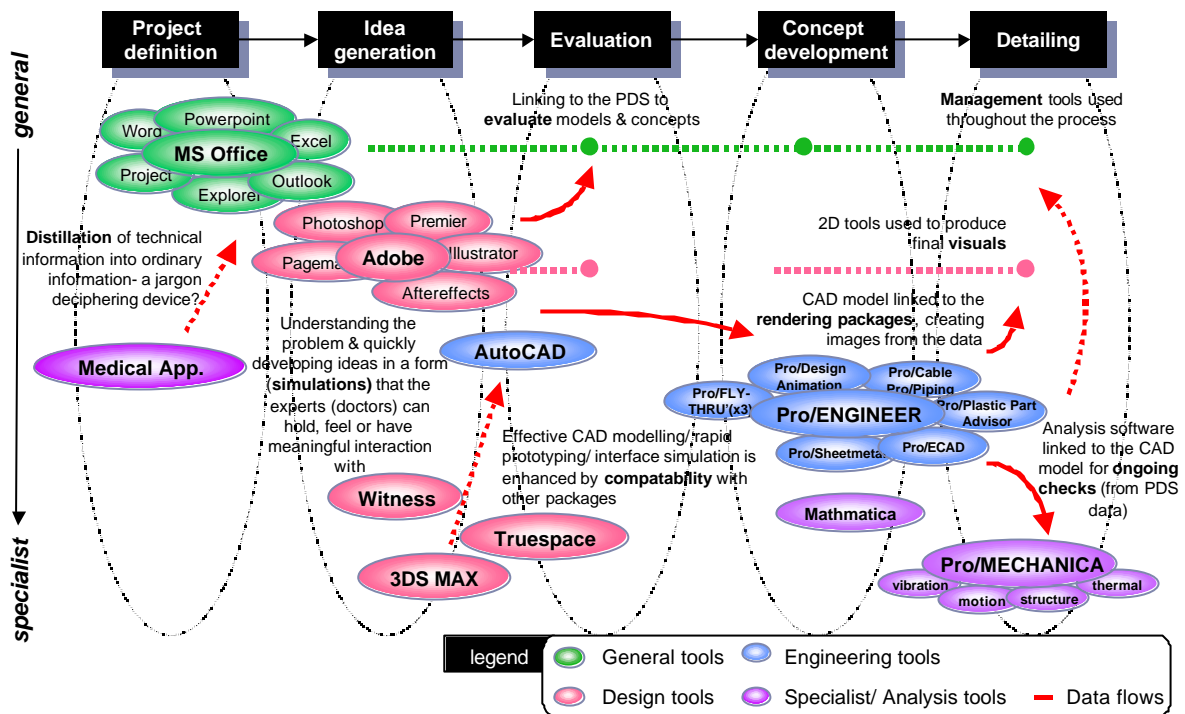 Project
definition
Idea
generation
Evaluation
Concept
development
Detailing
general
specialist
Word
Powerpoint
Excel
MS Office
Project
Outlook
Explorer
Linking to the PDS to
evaluate models & concepts
Management tools used
throughout the process
Photoshop
Premier
Adobe
Illustrator
Pagema
Aftereffects
Distillation of technical
information into ordinary
information- a jargon
deciphering device?
2D tools used to produce
final visuals
CAD model linked to the
rendering packages, creating
images from the data
Medical App.
Understanding the
problem & quickly
developing ideas in a form
(simulations) that the
experts (doctors) can
hold, feel or have
meaningful interaction
with
AutoCAD
Pro/Design
Animation
Pro/Cable
Pro/Piping
Pro/FLY-
THRU'(x3)
Pro/ENGINEER
Pro/Plastic Part
Advisor
Pro/Sheetmeta
Pro/ECAD
Effective CAD modelling/ rapid
prototyping/ interface simulation is
enhanced by compatability with
other packages
Analysis software
linked to the CAD
model for ongoing
checks (from PDS
data)
Witness
Truespace
3DS MAX
Mathmatica
Pro/MECHANICA
vibration
motion
structure
thermal
legend
General tools
Engineering tools
Design tools
Specialist/ Analysis tools
Data flows